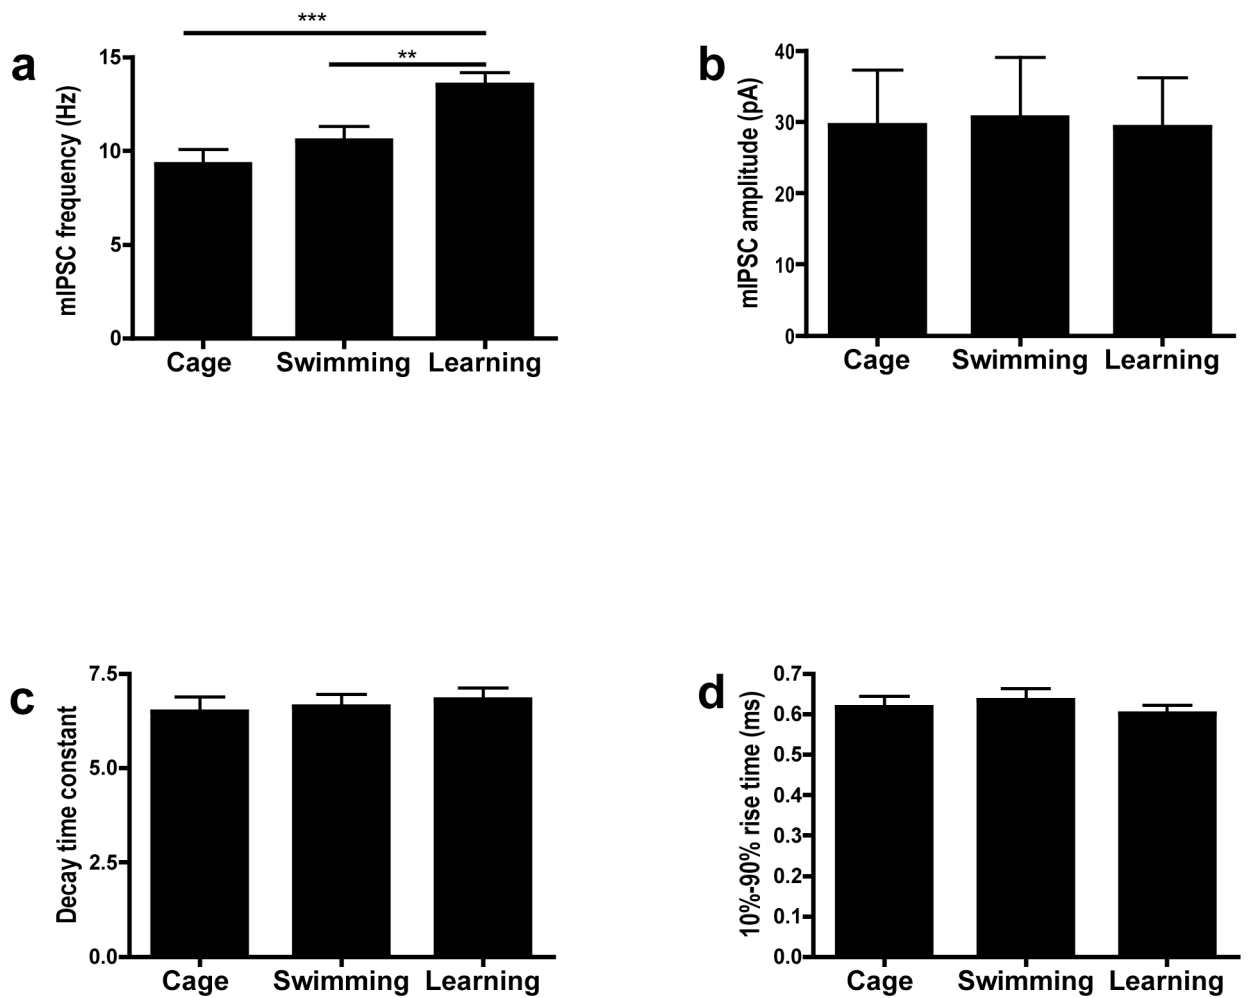 ***
a
**
15
10
5
0
mIPSC frequency (Hz)
Cage Swimming Learning
b
40
30
20
10
0
mIPSC amplitude (pA)
Cage Swimming Learning
c
7.5
5.0
2.5
0.0
Decay time constant
Cage Swimming Learning
d
0.7
0.6
0.5
0.4
0.3
0.2
0.1
0.0
10%-90% rise time (ms)
Cage Swimming Learning